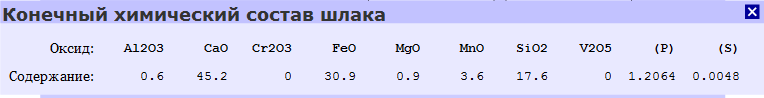 Конечный химический состав шлака
Оксид: Al2O3 CaO Cr2O3 FeO MgO MnO SiO2 V2O5 (P) (S)
Содержание: 0.6 45.2 0 30.9 0.9 3.6 17.6 0 1.2064 0.0048